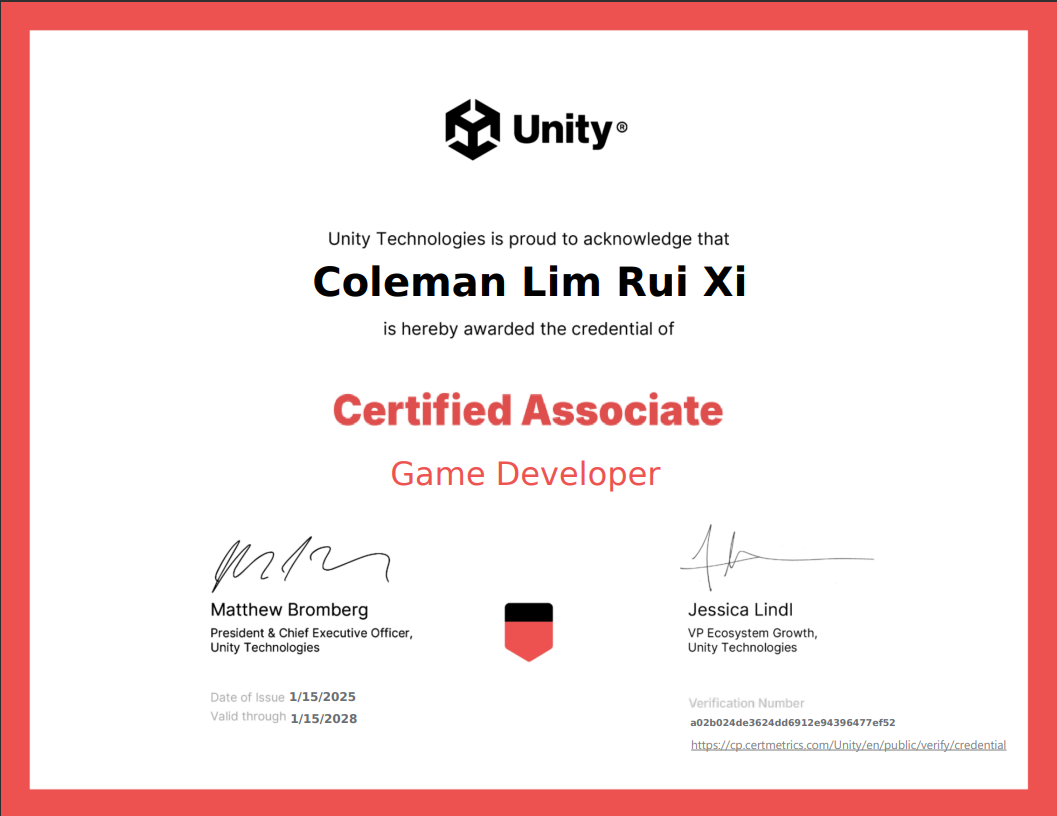 Unity®
Unity Technologies is proud to acknowledge that
Coleman Lim Rui Xi
is hereby awarded the credential of
Certified Associate
Game Developer
Matthew Bromberg
President & Chief Executive Officer,
Unity Technologies
Jessica Lindl
VP Ecosystem Growth,
Unity Technologies
Date of Issue 1/15/2025
Valid through 1/15/2028
Verification Number
a02b024de3624dd6912e94396477ef52
https://cp.certmetrics.com/Unity/en/public/verify/credential